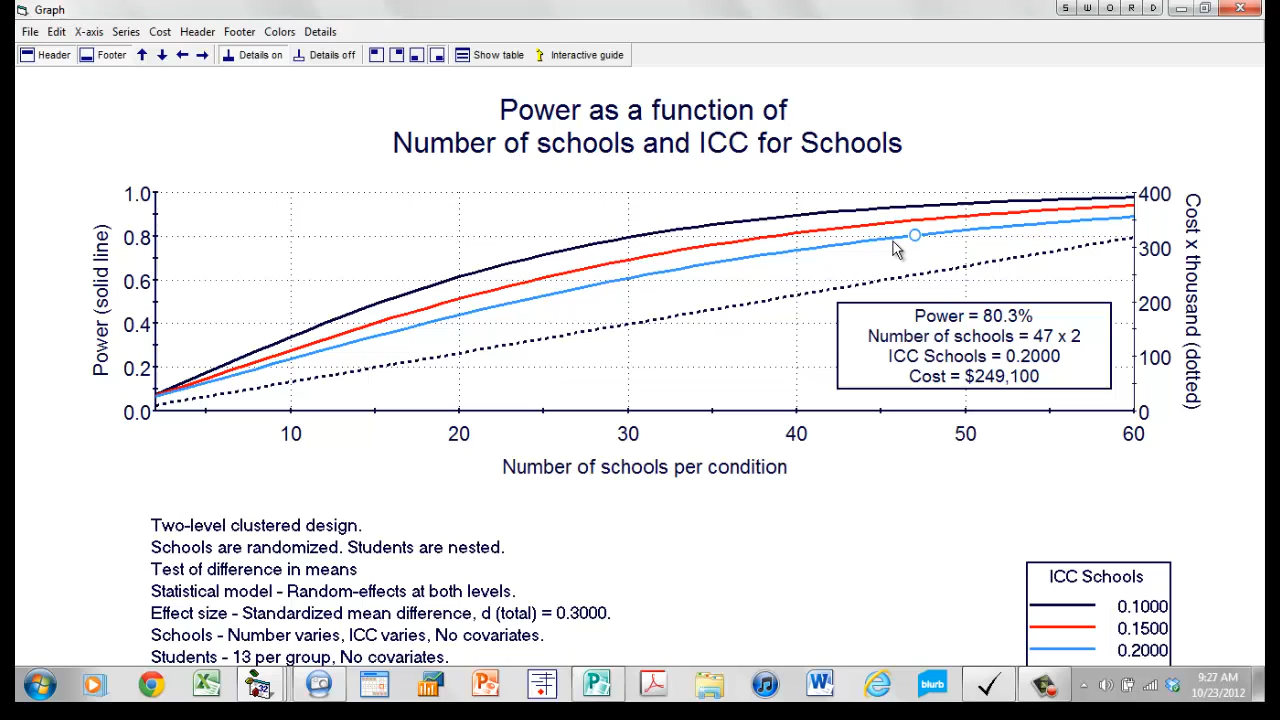 Graph
S W O R D
File Edit X-axis Series Cost Header Footer Colors Details
Header Footer Details on Details off Show table Interactive guide
Power as a function of
Number of schools and ICC for Schools
1.0
0.8
0.6
0.4
0.2
0.0
Power (solid line)
400
300
200
100
0
Cost x thousand (dotted)
Power = 80.3%
Number of schools = 47 x 2
ICC Schools = 0.2000
Cost = $249,100
10 20 30 40 50 60
Number of schools per condition
Two-level clustered design.
Schools are randomized. Students are nested.
Test of difference in means
Statistical model - Random-effects at both levels.
Effect size - Standardized mean difference, d (total) = 0.3000.
Schools - Number varies, ICC varies, No covariates.
Students - 13 per group, No covariates.
ICC Schools
0.1000
0.1500
0.2000
blurb
9:27 AM
10/23/2012